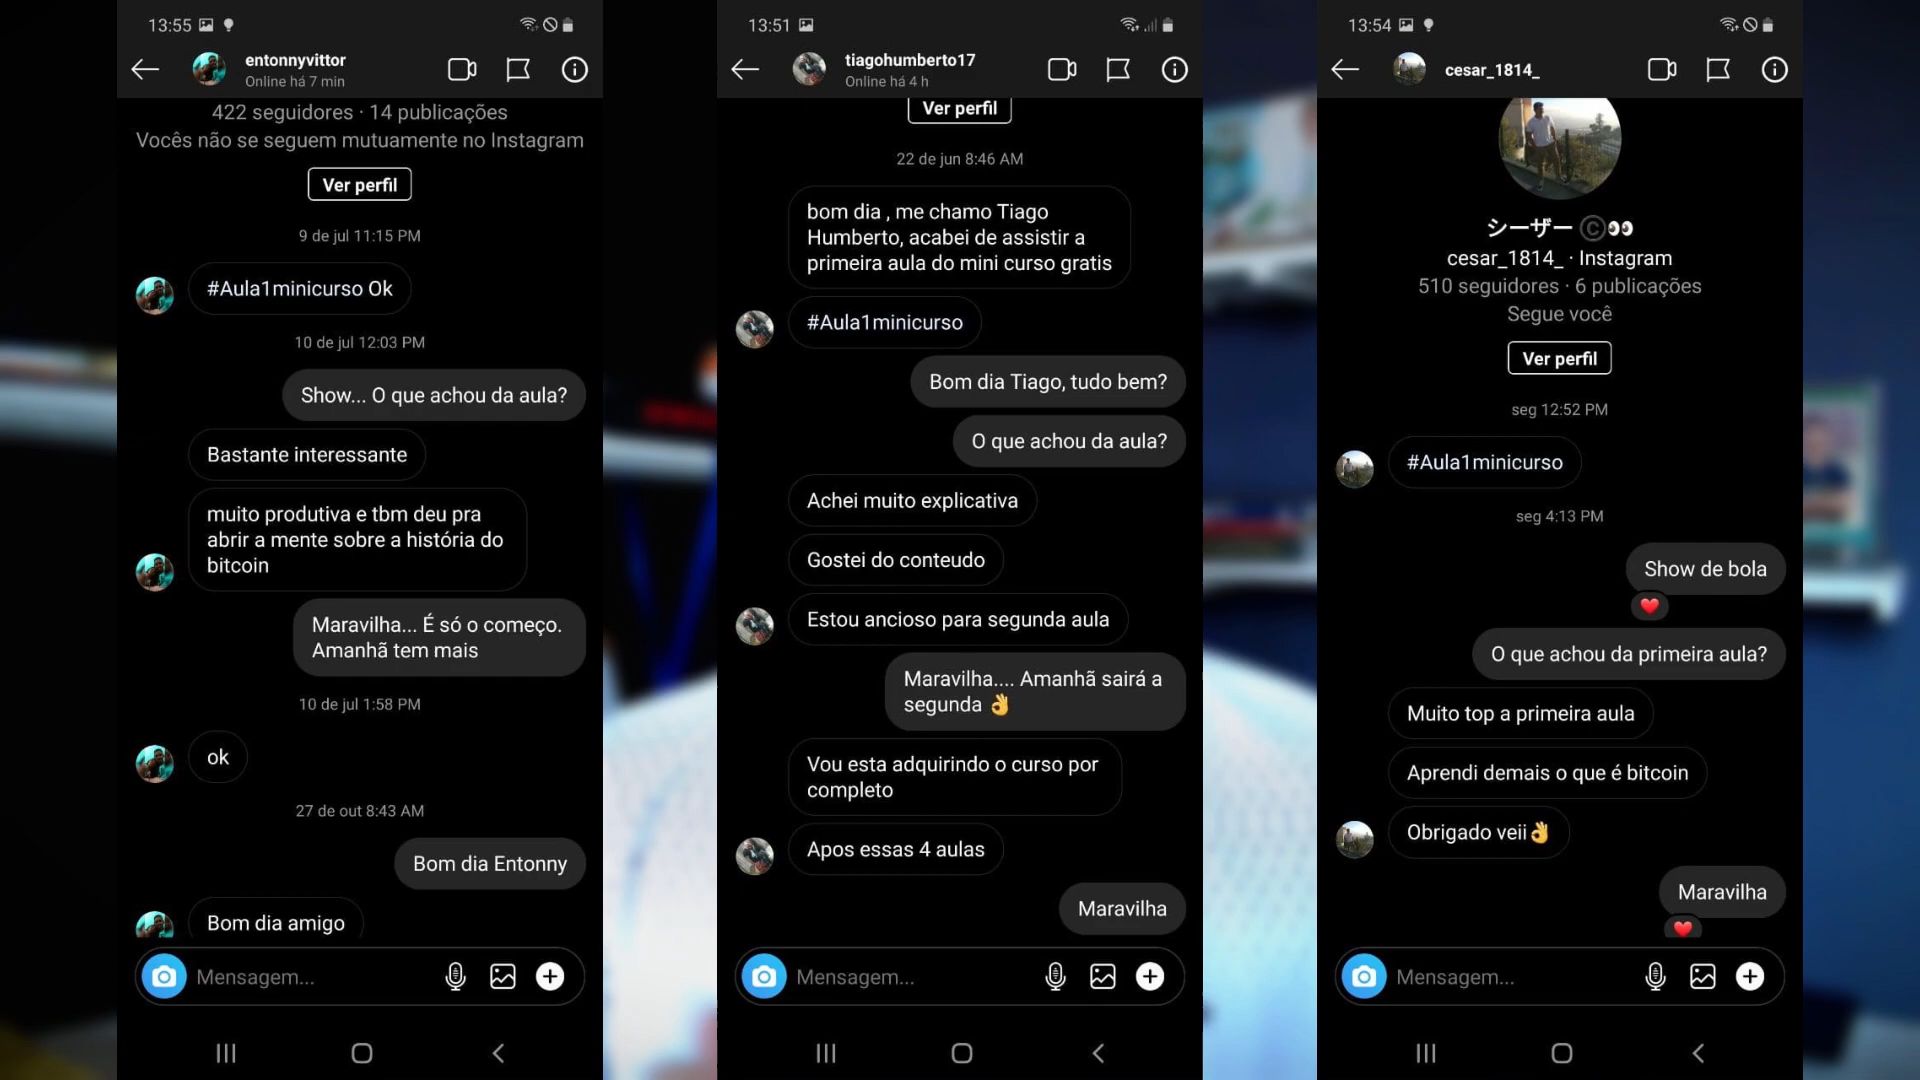 13:55
entonnyvittor
Online há 7 min
422 seguidores · 14 publicações
Vocês não se seguem mutuamente no Instagram
Ver perfil
9 de jul 11:15 PM
#Aula1minicurso Ok
10 de jul 12:03 PM
Show... O que achou da aula?
Bastante interessante
muito produtiva e tbm deu pra
abrir a mente sobre a história do
bitcoin
Maravilha... É só o começo.
Amanhã tem mais
10 de jul 1:58 PM
ok
27 de out 8:43 AM
Bom dia Entonny
Bom dia amigo
Mensagem...
13:51
tiagohumberto17
Online há 4 h
Ver perfil
22 de jun 8:46 AM
bom dia , me chamo Tiago
Humberto, acabei de assistir a
primeira aula do mini curso gratis
#Aula1minicurso
Bom dia Tiago, tudo bem?
O que achou da aula?
Achei muito explicativa
Gostei do conteudo
Estou ancioso para segunda aula
Maravilha.... Amanhã sairá a
segunda 👌
Vou esta adquirindo o curso por
completo
Apos essas 4 aulas
Maravilha
Mensagem...
13:54
cesar_1814_
シーザー ©👀
cesar_1814_ · Instagram
510 seguidores · 6 publicações
Segue você
Ver perfil
seg 12:52 PM
#Aula1minicurso
seg 4:13 PM
Show de bola
❤️
O que achou da primeira aula?
Muito top a primeira aula
Aprendi demais o que é bitcoin
Obrigado veii👌
Maravilha
❤️
Mensagem...